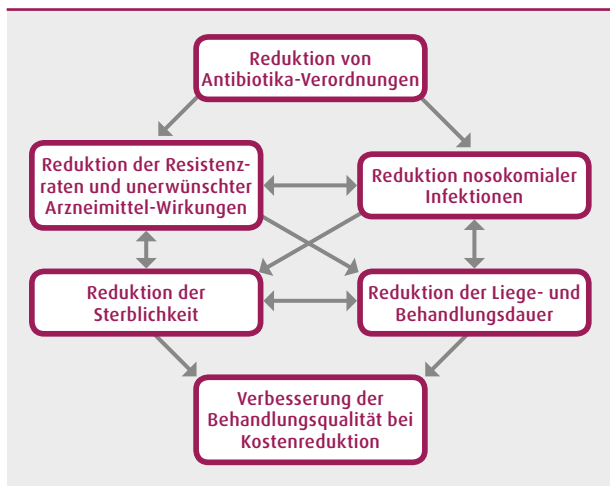 Reduktion von
Antibiotika-Verordnungen
Reduktion der Resistenz-
raten und unerwünschter
Arzneimittel-Wirkungen
Reduktion nosokomialer
Infektionen
Reduktion der
Sterblichkeit
Reduktion der Liege- und
Behandlungsdauer
Verbesserung der
Behandlungsqualität bei
Kostenreduktion